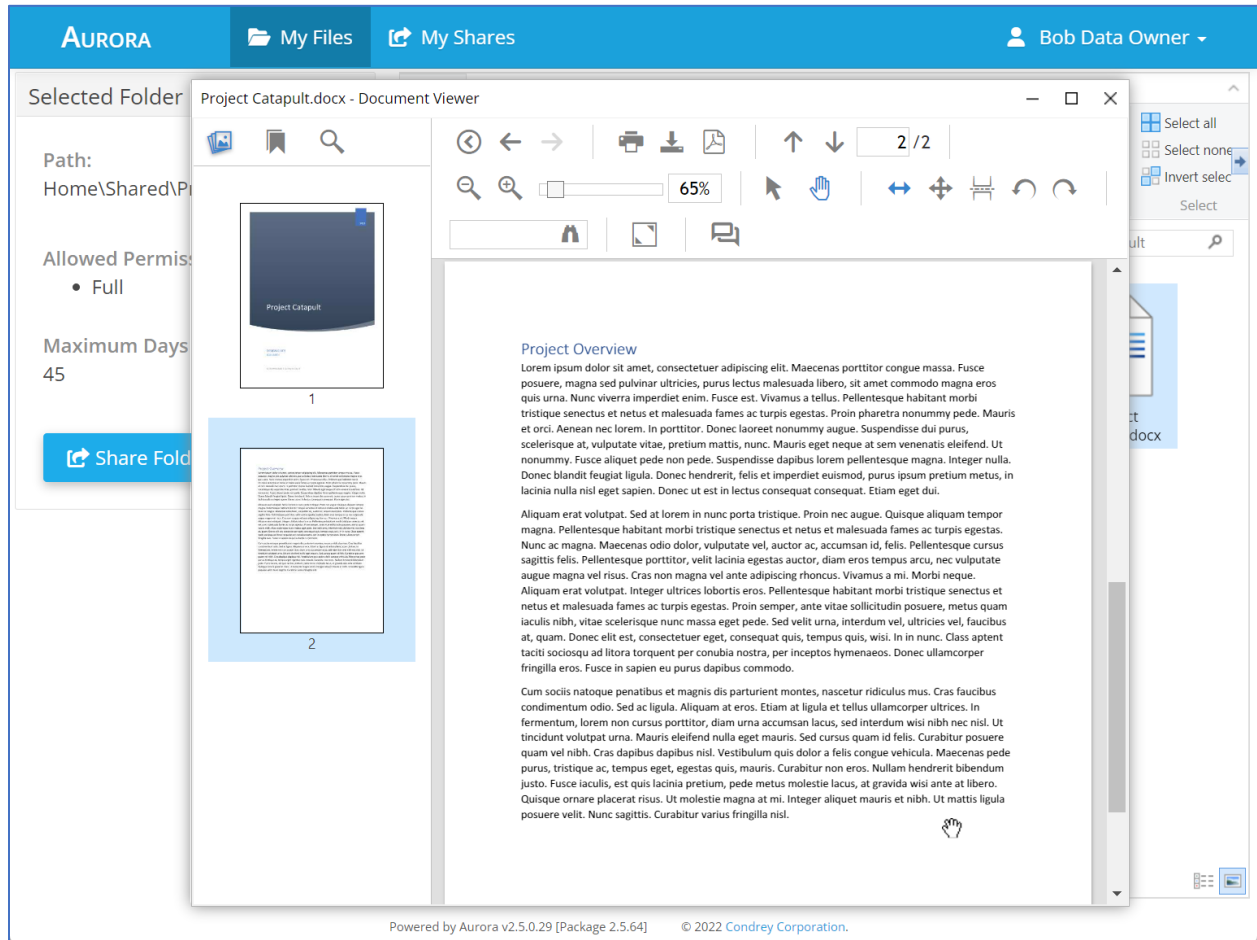 AURORA
My Files
My Shares
Bob Data Owner
Selected Folder
Path:
Home\Shared\
Allowed
Full
Maximum Days
45
Share
Project Catapult.docx - Document Viewer
2 /2
65%
Project Catapult
1
2
Project Overview
Lorem ipsum dolor sit amet, consectetuer adipiscing elit. Maecenas porttitor congue massa. Fusce
posuere, magna sed pulvinar ultricies, purus lectus malesuada libero, sit amet commodo magna eros
quis urna. Nunc viverra imperdiet enim. Fusce est. Vivamus a tellus. Pellentesque habitant morbi
tristique senectus et netus et malesuada fames ac turpis egestas. Proin pharetra nonummy pede. Mauris
et orci. Aenean nec lorem. In porttitor. Donec laoreet nonummy augue. Suspendisse dui purus,
scelerisque at, vulputate vitae, pretium mattis, nunc. Mauris eget neque at sem venenatis eleifend. Ut
nonummy. Fusce aliquet pede non pede. Suspendisse dapibus lorem pellentesque magna. Integer nulla.
Donec blandit feugiat ligula. Donec hendrerit, felis et imperdiet euismod, purus ipsum pretium metus, in
lacinia nulla nisl eget sapien. Donec ut est in lectus consequat consequat. Etiam eget dui.
Aliquam erat volutpat. Sed at lorem in nunc porta tristique. Proin nec augue. Quisque aliquam tempor
magna. Pellentesque habitant morbi tristique senectus et netus et malesuada fames ac turpis egestas.
Nunc ac magna. Maecenas odio dolor, vulputate vel, auctor ac, accumsan id, felis. Pellentesque cursus
sagittis felis. Pellentesque porttitor, velit lacinia egestas auctor, diam eros tempus arcu, nec vulputate
augue magna vel risus. Cras non magna vel ante adipiscing rhoncus. Vivamus a mi. Morbi neque.
Aliquam erat volutpat. Integer ultrices lobortis eros. Pellentesque habitant morbi tristique senectus et
netus et malesuada fames ac turpis egestas. Proin semper, ante vitae sollicitudin posuere, metus quam
iaculis nibh, vitae scelerisque nunc massa eget pede. Sed velit urna, interdum vel, ultricies vel, faucibus
at, quam. Donec elit est, consectetuer eget, consequat quis, tempus quis, wisi. In in nunc. Class aptent
taciti sociosqu ad litora torquent per conubia nostra, per inceptos hymenaeos. Donec ullamcorper
fringilla eros. Fusce in sapien eu purus dapibus commodo.
Cum sociis natoque penatibus et magnis dis parturient montes, nascetur ridiculus mus. Cras faucibus
condimentum odio. Sed ac ligula. Aliquam at eros. Etiam at ligula et tellus ullamcorper ultrices. In
fermentum, lorem non cursus porttitor, diam urna accumsan lacus, sed interdum wisi nibh nec nisl. Ut
tincidunt volutpat urna. Mauris eleifend nulla eget mauris. Sed cursus quam id felis. Curabitur posuere
quam vel nibh. Cras dapibus dapibus nisl. Vestibulum quis dolor a felis congue vehicula. Maecenas pede
purus, tristique ac, tempus eget, egestas quis, mauris. Curabitur non eros. Nullam hendrerit bibendum
justo. Fusce iaculis, est quis lacinia pretium, pede metus molestie lacus, at gravida wisi ante at libero.
Quisque ornare placerat risus. Ut molestie magna at mi. Integer aliquet mauris et nibh. Ut mattis ligula
posuere velit. Nunc sagittis. Curabitur varius fringilla nisl.
Select all
Select none
Invert selec
Select
ult
ct
docx
Powered by Aurora v2.5.0.29 [Package 2.5.64] © 2022 Condrey Corporation.